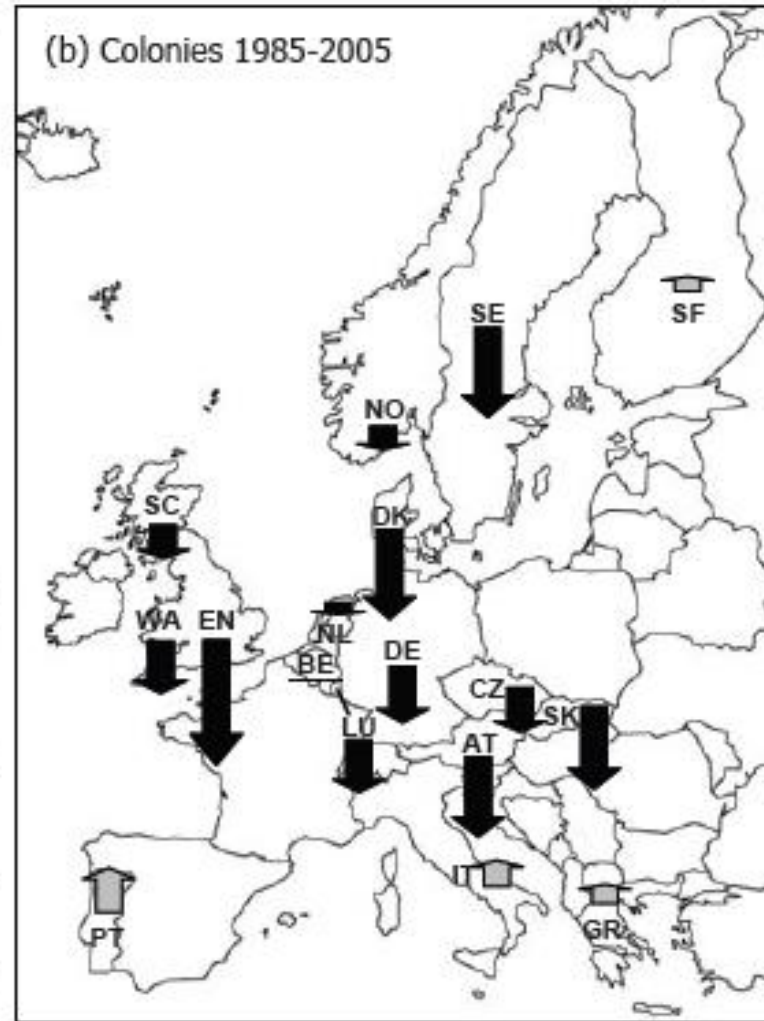 (b) Colonies 1985-2005
SE
SF
NO
SC
DK
WA EN
NL
BE
DE
CZ
LU
SK
AT
IT
PT
GR